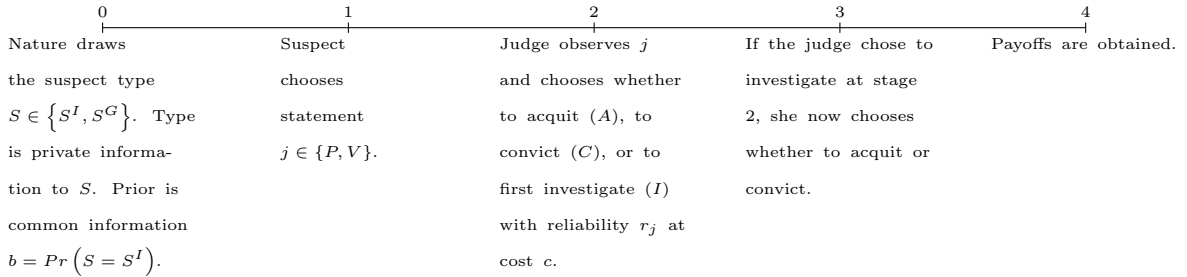 0 1 2 3 4
Nature draws
the suspect type
S ∈ {S^I, S^G}. Type
is private informa-
tion to S. Prior is
common information
b = Pr (S = S^I).
Suspect
chooses
statement
j ∈ {P, V}.
Judge observes j
and chooses whether
to acquit (A), to
convict (C), or to
first investigate (I)
with reliability r_j at
cost c.
If the judge chose to
investigate at stage
2, she now chooses
whether to acquit or
convict.
Payoffs are obtained.